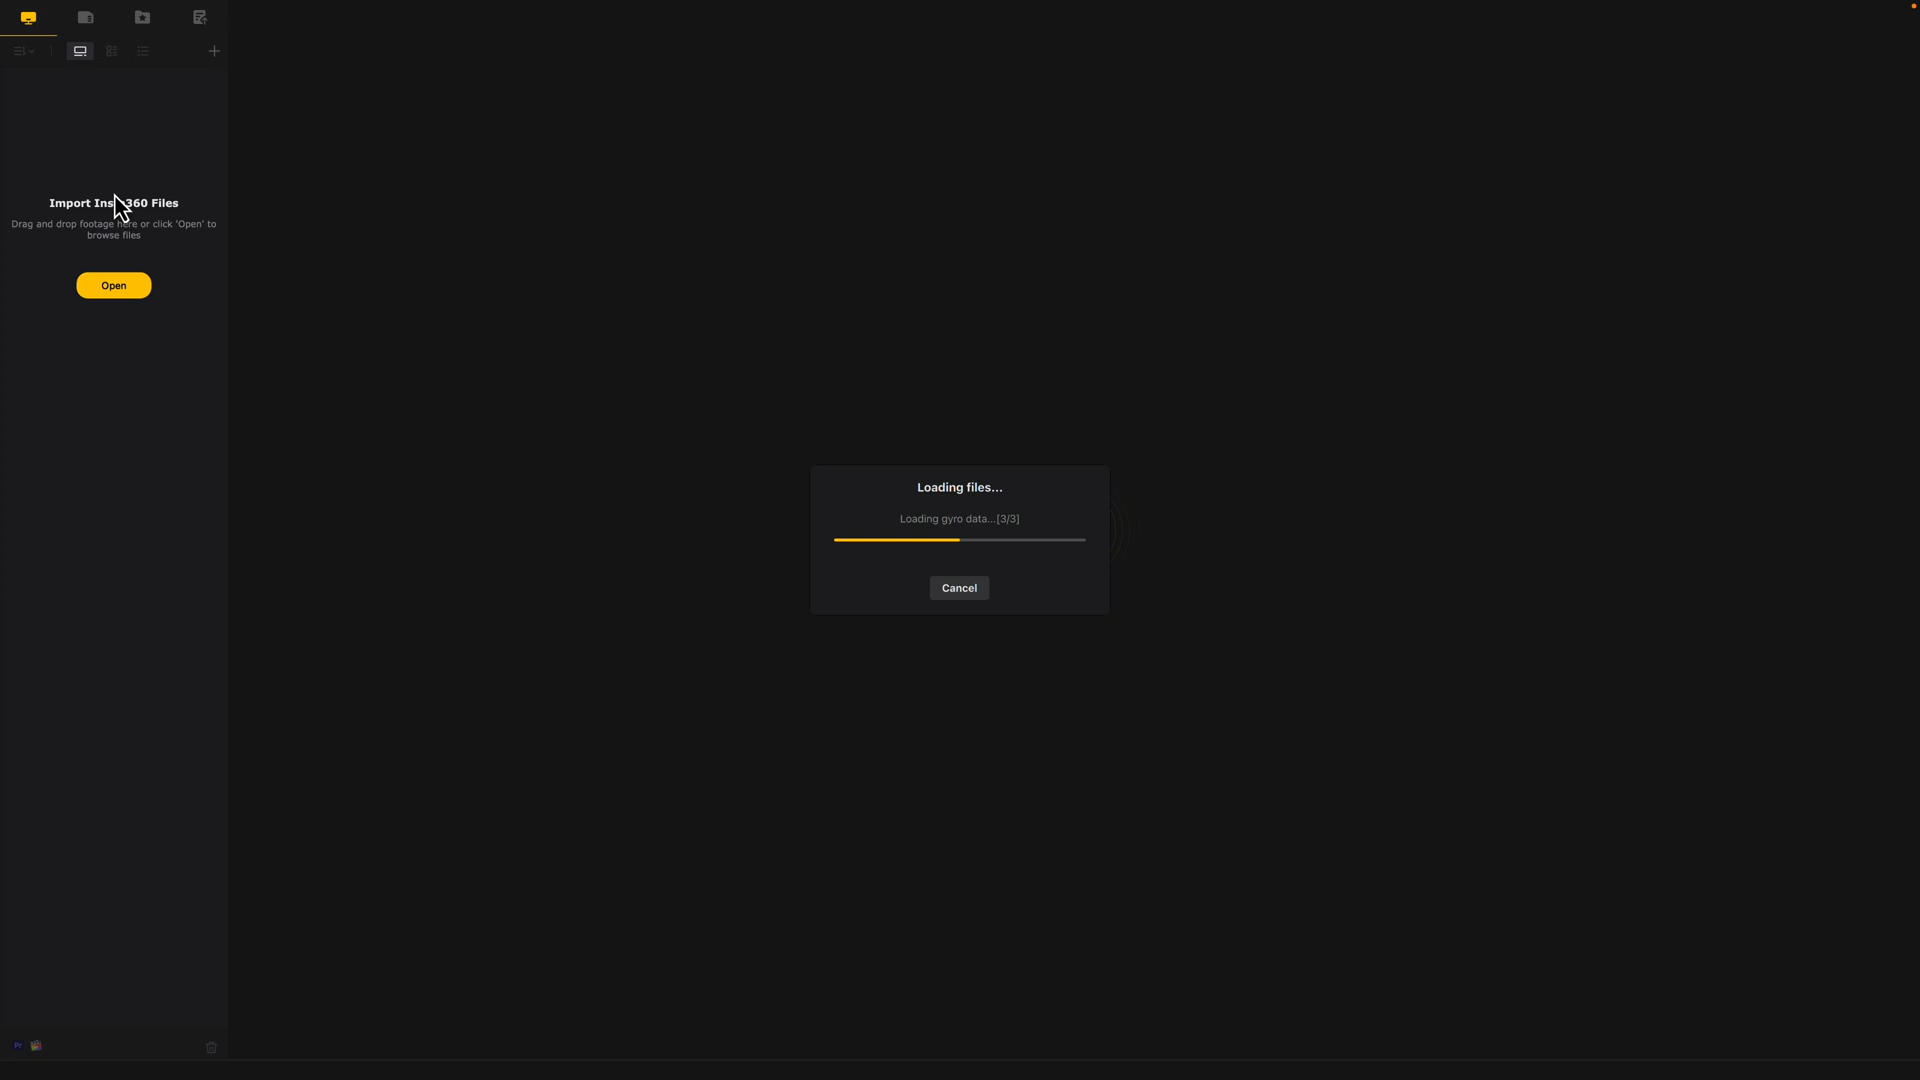 Import Ins 360 Files
Drag and drop footage here or click 'Open' to
browse files
Open
Loading files...
Loading gyro data...[3/3]
Cancel
Pr